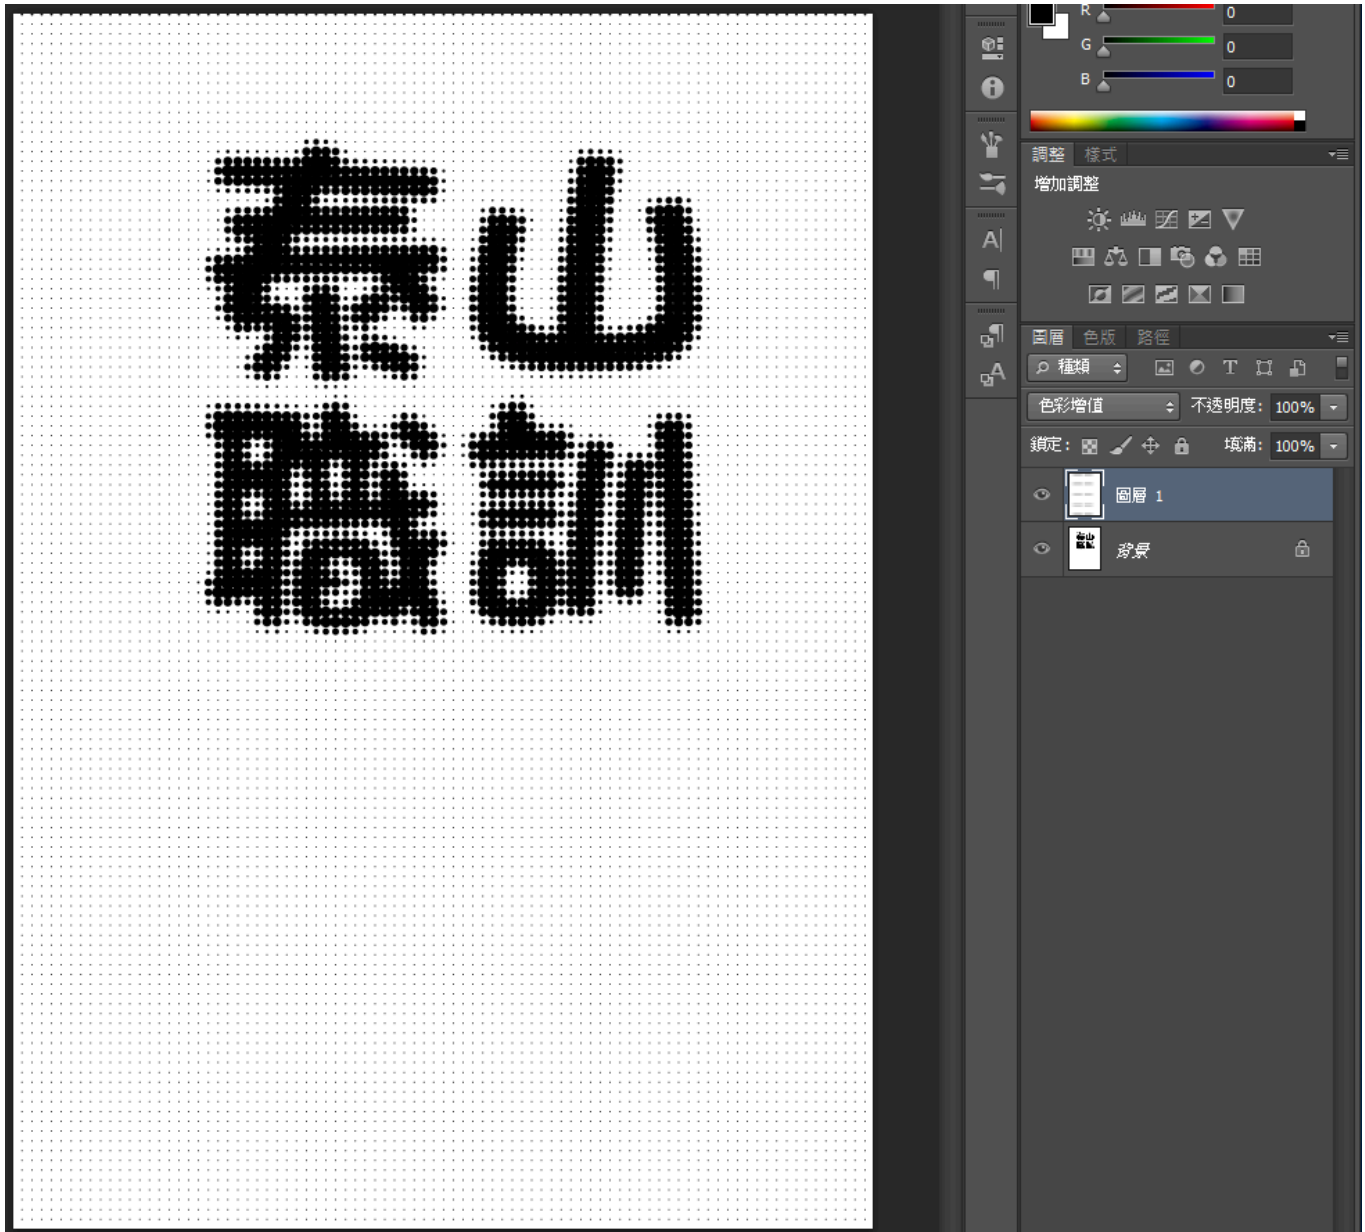 泰山
職訓
R 0
G 0
B 0
調整 樣式
增加調整
圖層 色版 路徑
種類
色彩增值 不透明度: 100%
鎖定: 填滿: 100%
圖層 1
背景